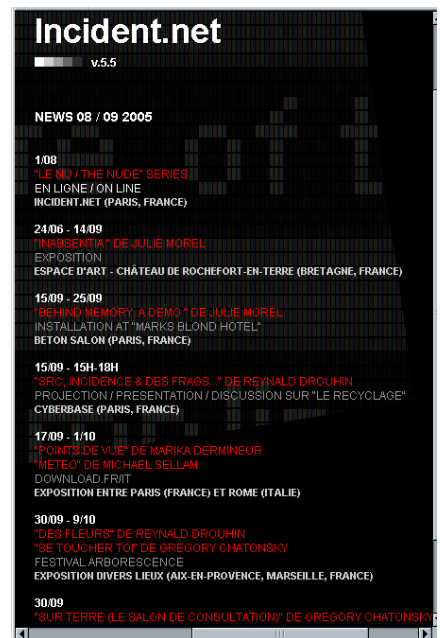 Incident.net
v.5.5
NEWS 08 / 09 2005
1/08
"LE NU / THE NUDE" SERIES
EN LIGNE / ON LINE
INCIDENT.NET (PARIS, FRANCE)
24/06 - 14/09
"INABSENTIA" DE JULIE MOREL
EXPOSITION
ESPACE D'ART - CHÂTEAU DE ROCHEFORT-EN-TERRE (BRETAGNE, FRANCE)
15/09 - 25/09
"BEHIND MEMORY. A DEMO " DE JULIE MOREL
INSTALLATION AT "MARKS BLOND HOTEL"
BETON SALON (PARIS, FRANCE)
15/09 - 15H-18H
"SRC, INCIDENCE & DES FRAGS..." DE REYNALD DROUHIN
PROJECTION / PRESENTATION / DISCUSSION SUR "LE RECYCLAGE"
CYBERBASE (PARIS, FRANCE)
17/09 - 1/10
"POINTS DE VUE" DE MARIKA DERMINEUR
"METEO" DE MICHAEL SELLAM
DOWNLOAD.FR/IT
EXPOSITION ENTRE PARIS (FRANCE) ET ROME (ITALIE)
30/09 - 9/10
"DES FLEURS" DE REYNALD DROUHIN
"SE TOUCHER TOI" DE GREGORY CHATONSKY
FESTIVAL ARBORESCENCE
EXPOSITION DIVERS LIEUX (AIX-EN-PROVENCE, MARSEILLE, FRANCE)
30/09
"SUR TERRE (LE SALON DE CONSULTATION)" DE GREGORY CHATONSKY